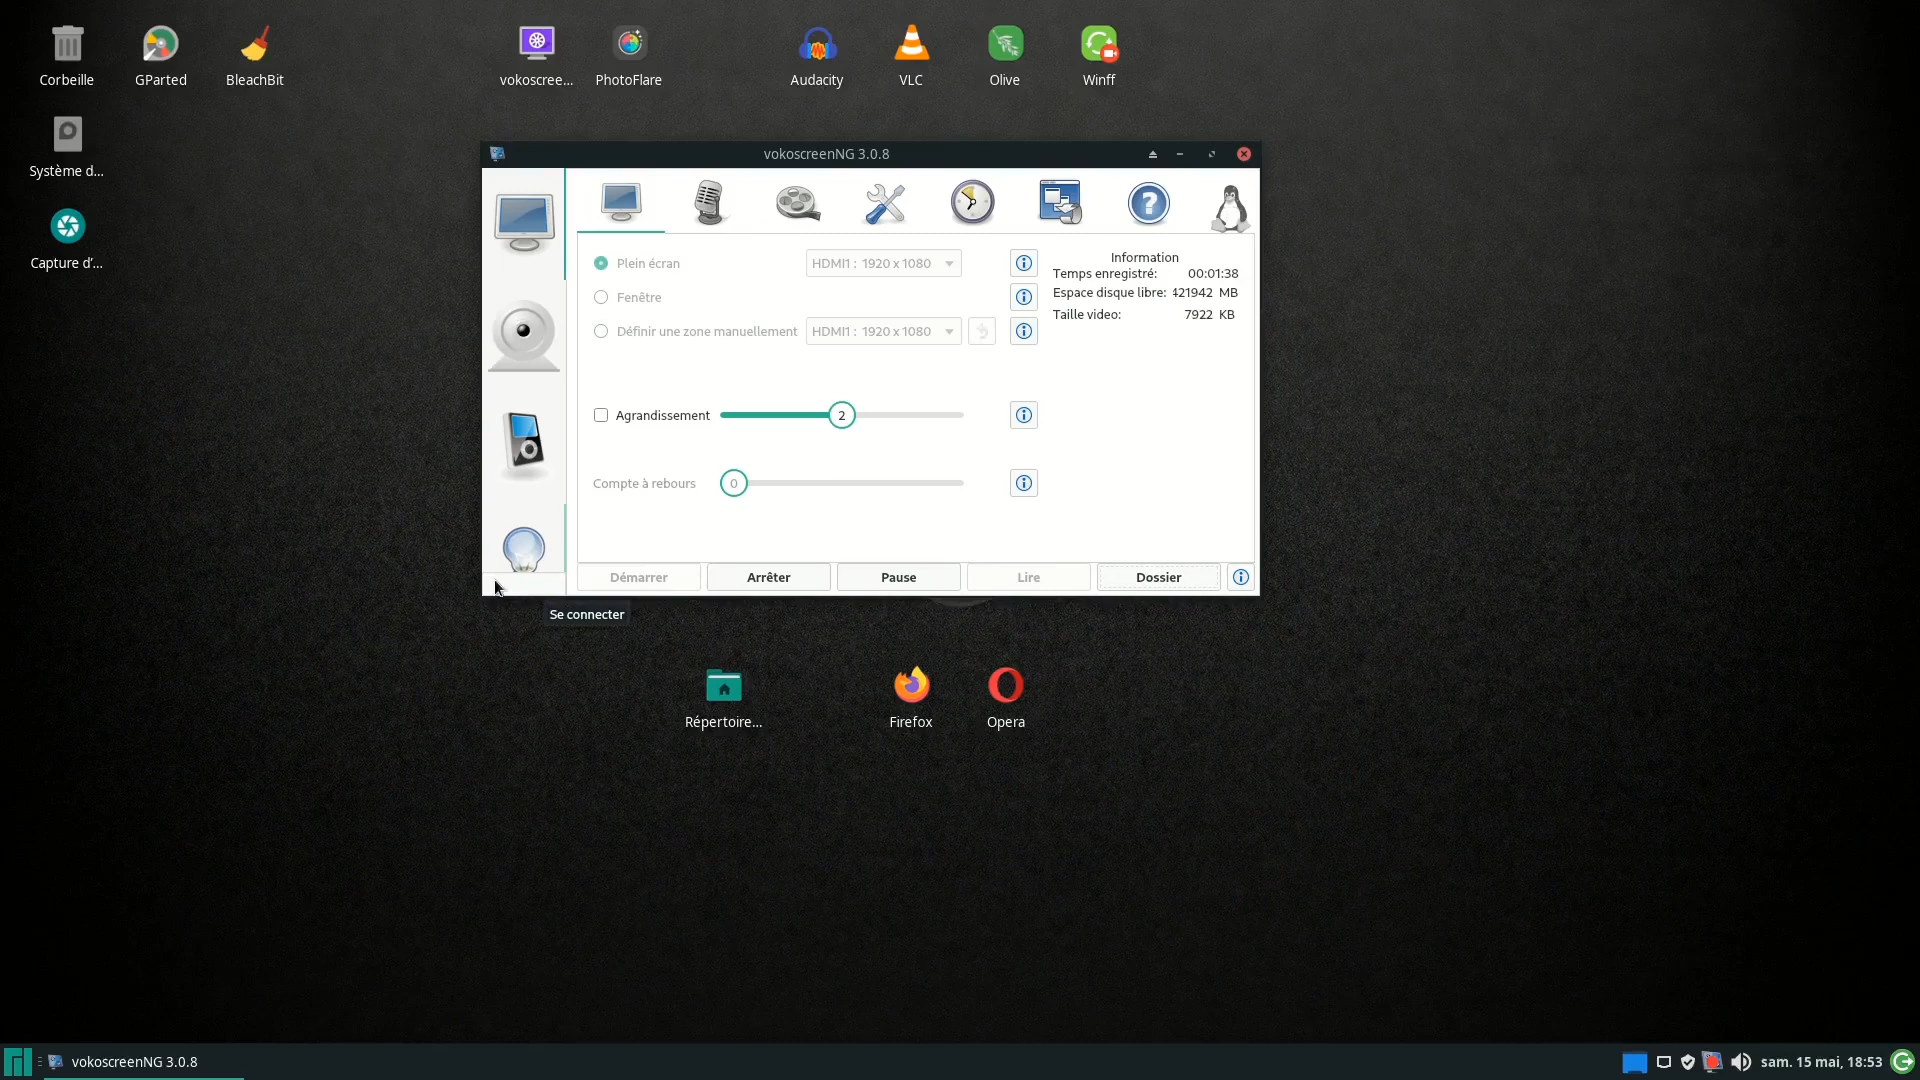 Corbeille
GParted
BleachBit
vokoscree...
PhotoFlare
Audacity
VLC
Olive
Winff
Système d...
Capture d'...
vokoscreenNG 3.0.8
Plein écran
HDMI1 : 1920 x 1080
Fenêtre
Définir une zone manuellement
HDMI1 : 1920 x 1080
Information
Temps enregistré: 00:01:38
Espace disque libre: 421942 MB
Taille video: 7922 KB
Agrandissement
2
Compte à rebours
0
Démarrer
Arrêter
Pause
Lire
Dossier
Se connecter
Répertoire...
Firefox
Opera
vokoscreenNG 3.0.8
sam. 15 mai, 18:53